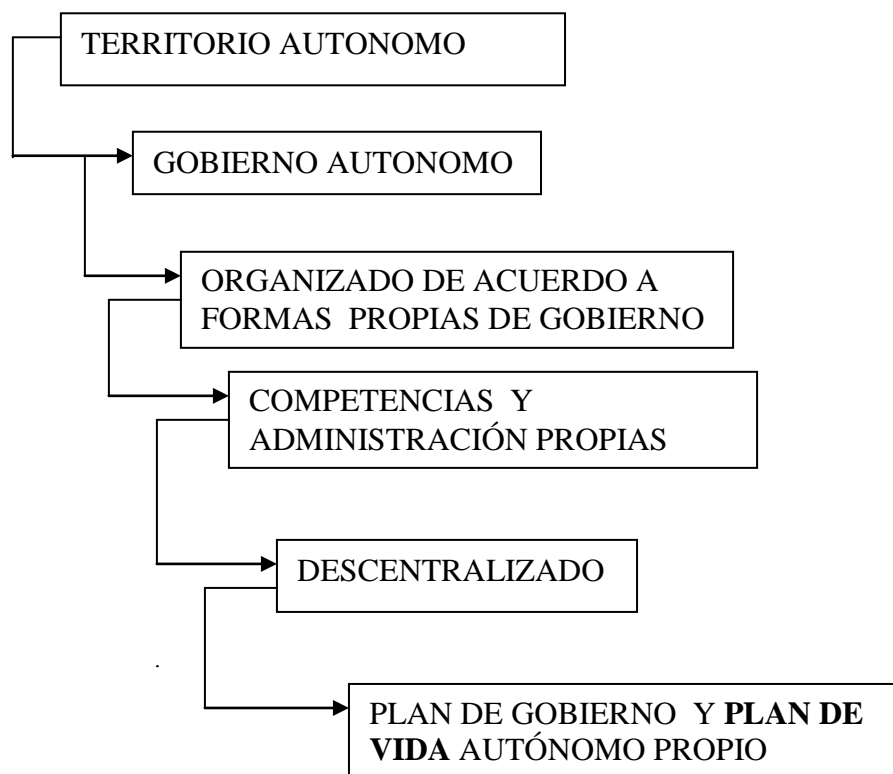 TERRITORIO AUTONOMO
GOBIERNO AUTONOMO
ORGANIZADO DE ACUERDO A
FORMAS PROPIAS DE GOBIERNO
COMPETENCIAS Y
ADMINISTRACIÓN PROPIAS
DESCENTRALIZADO
.
PLAN DE GOBIERNO Y PLAN DE
VIDA AUTÓNOMO PROPIO